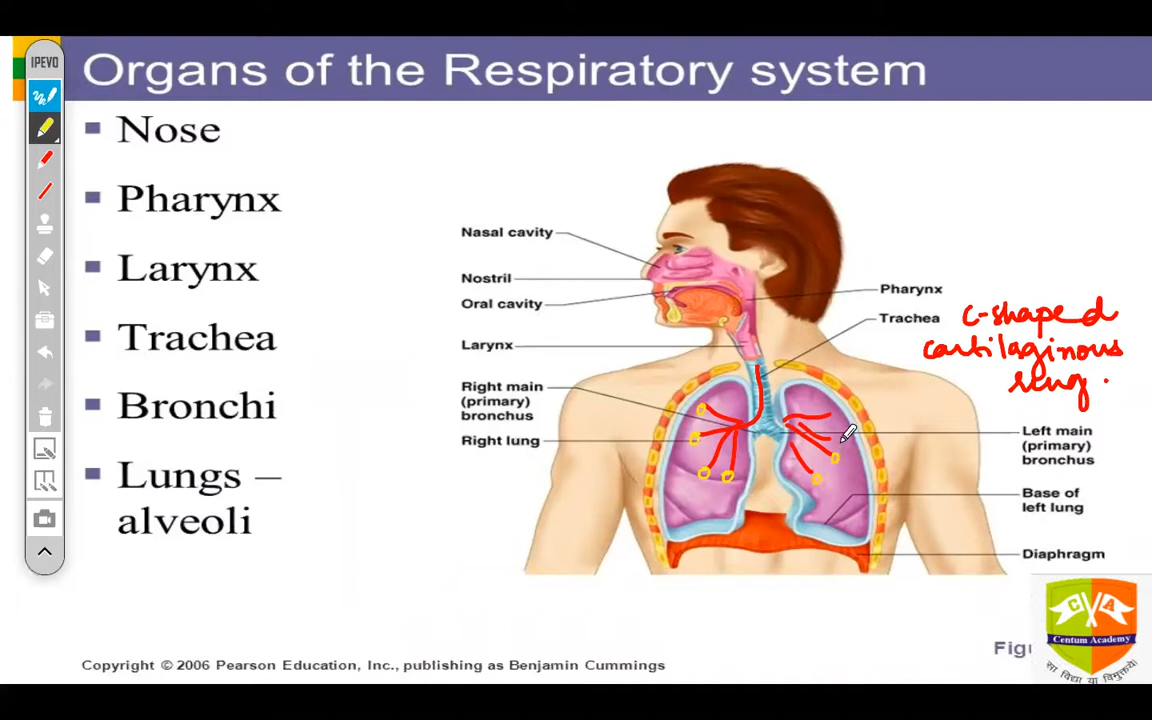 IPEVO
Organs of the Respiratory system
Nose
Pharynx
Larynx
Trachea
Bronchi
Lungs –
alveoli
Nasal cavity
Nostril
Oral cavity
Larynx
Right main
(primary)
bronchus
Right lung
Pharynx
Trachea
C-shaped
cartilaginous
ring.
Left main
(primary)
bronchus
Base of
left lung
Diaphragm
Copyright © 2006 Pearson Education, Inc., publishing as Benjamin Cummings
C A
Centum Academy
सा विद्या या विमुक्तये